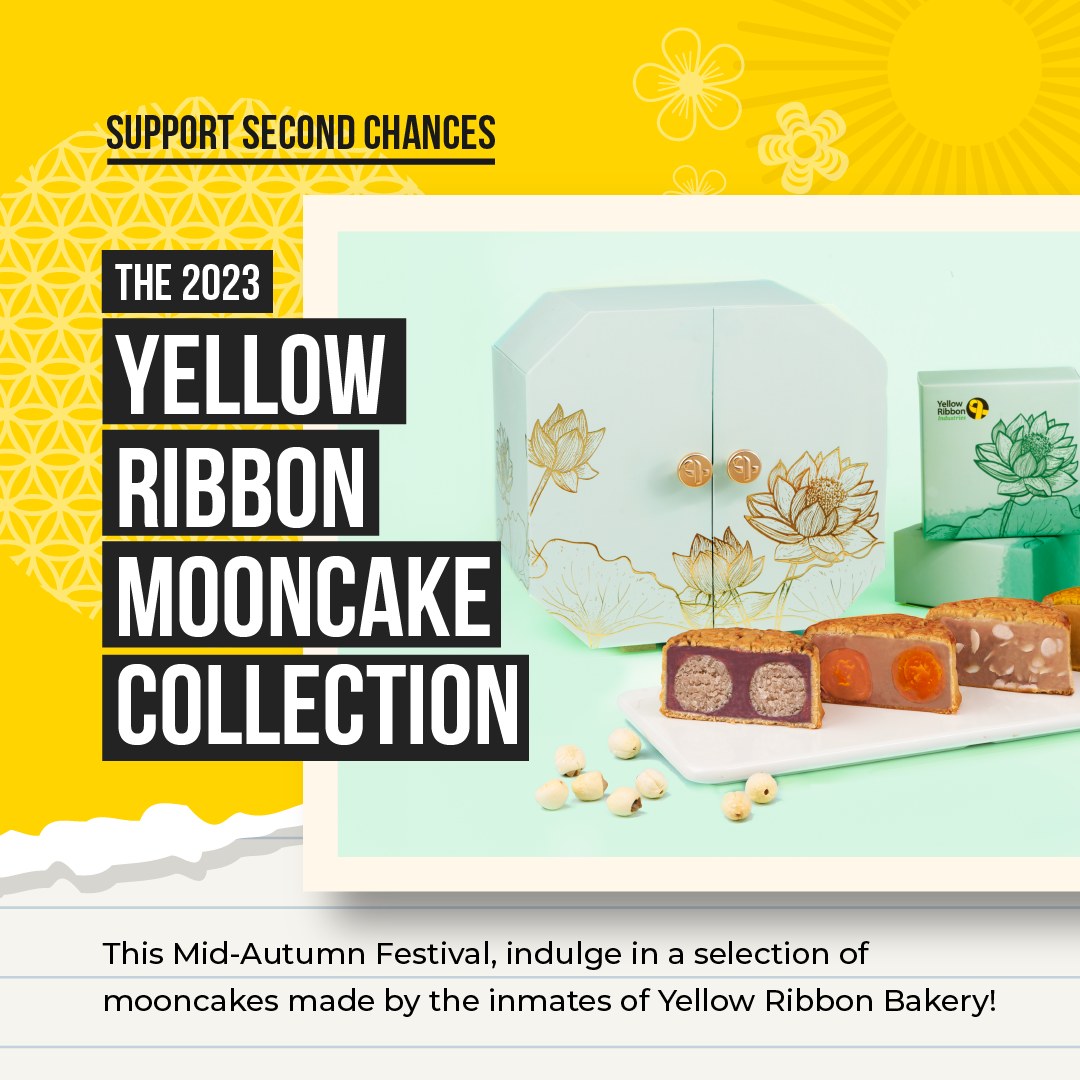 SUPPORT SECOND CHANCES
THE 2023
YELLOW
RIBBON
MOONCAKE
COLLECTION
Yellow
Ribbon
Industries
This Mid-Autumn Festival, indulge in a selection of
mooncakes made by the inmates of Yellow Ribbon Bakery!